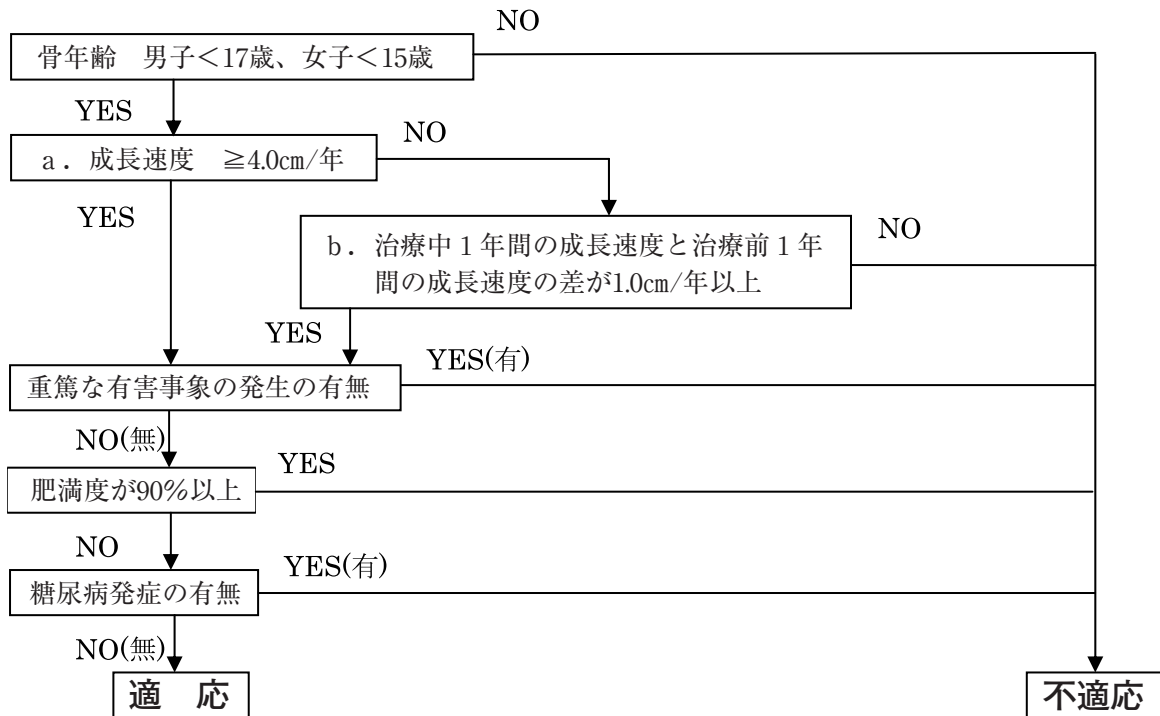 NO
骨年齢　男子＜17歳、女子＜15歳
YES
NO
a．成長速度　≧4.0cm/年
YES
NO
b．治療中１年間の成長速度と治療前１年
間の成長速度の差が1.0cm/年以上
YES
YES(有)
重篤な有害事象の発生の有無
NO(無)
YES
肥満度が90％以上
NO
YES(有)
糖尿病発症の有無
NO(無)
適　応
不適応